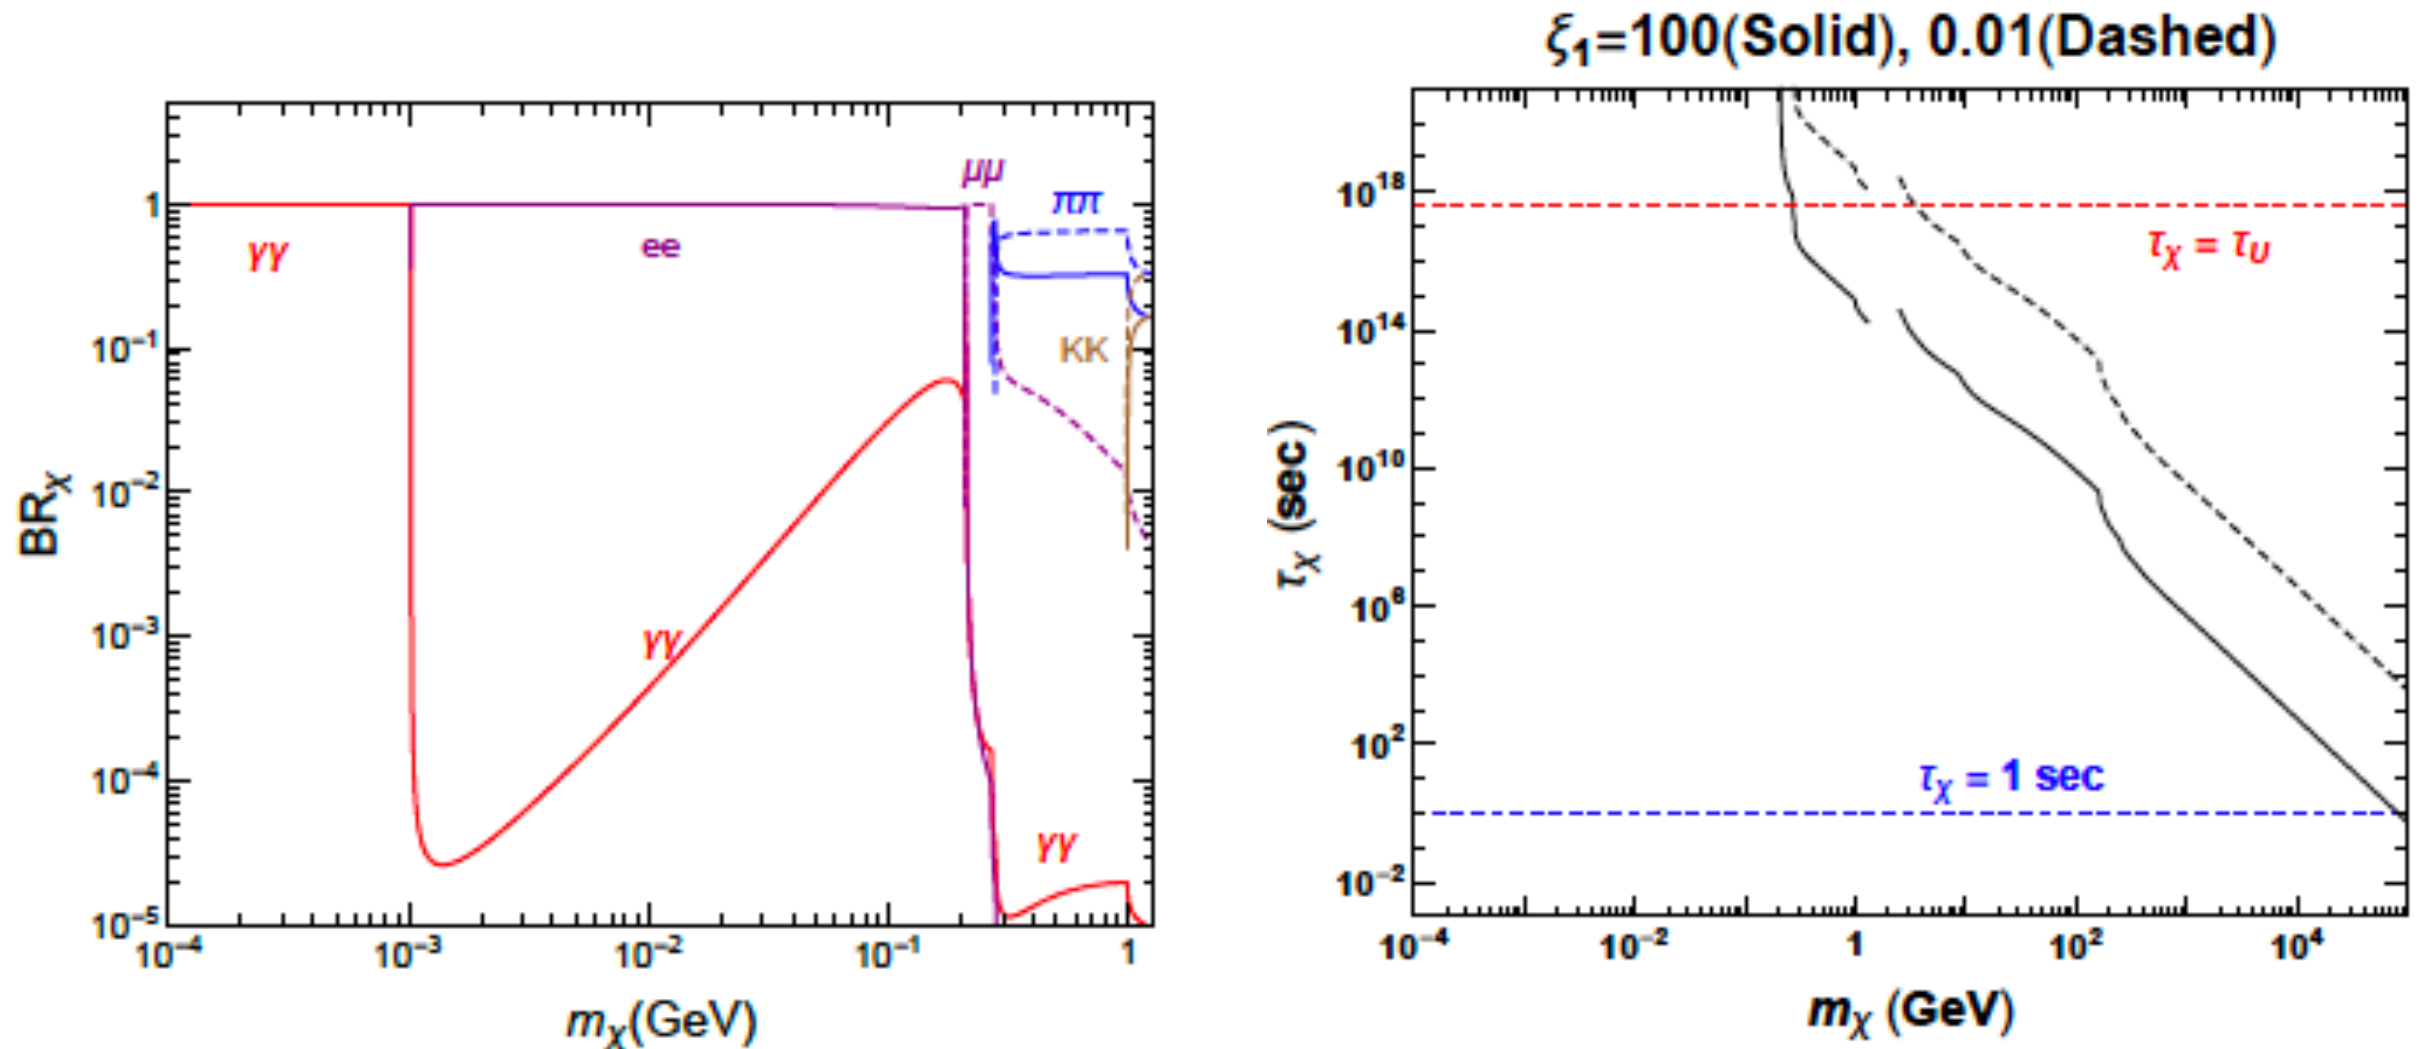 ξ₁=100(Solid), 0.01(Dashed)
μμ
ππ
1
γγ
ee
KK
10⁻¹
10⁻²
10⁻³
10⁻⁴
10⁻⁵
γγ
γγ
BRχ
10⁻⁴
10⁻³
10⁻²
10⁻¹
1
mχ(GeV)
10¹⁸
10¹⁴
10¹⁰
10⁶
10²
10⁻²
τχ (sec)
τχ = τU
τχ = 1 sec
10⁻⁴
10⁻²
1
10²
10⁴
mχ (GeV)